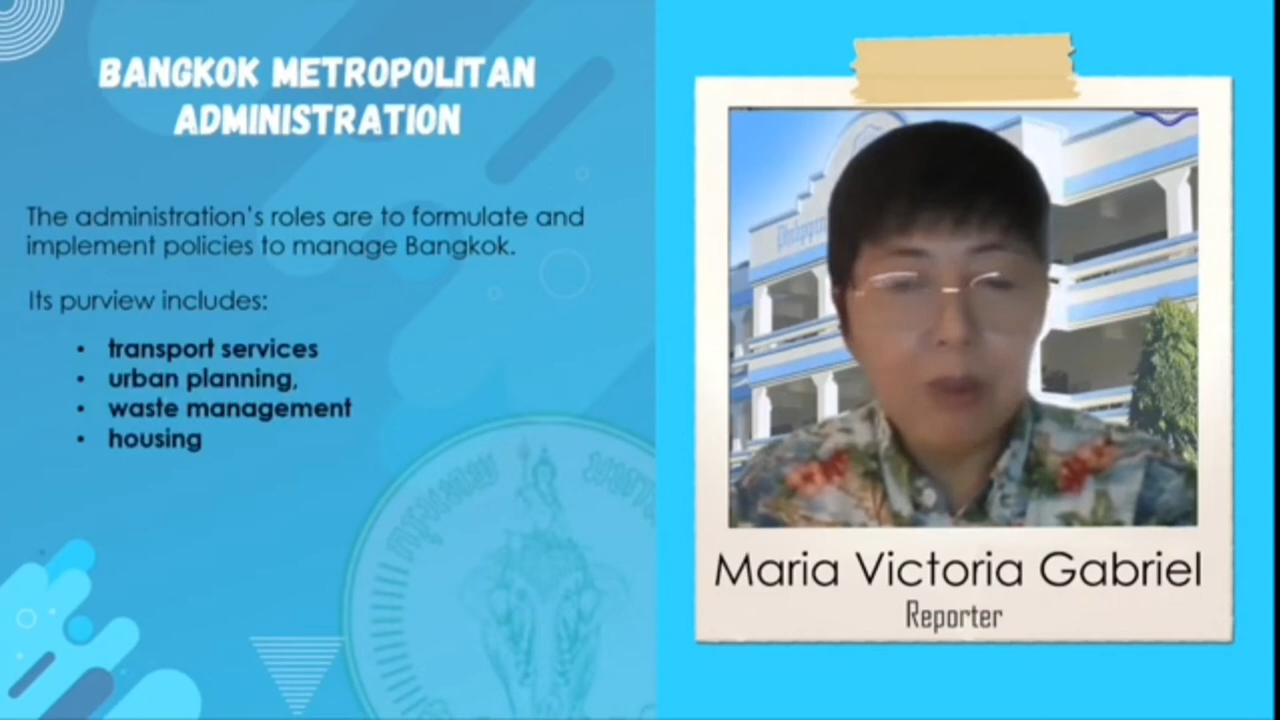 BANGKOK METROPOLITAN
ADMINISTRATION
The administration's roles are to formulate and
implement policies to manage Bangkok.
Its purview includes:
• transport services
• urban planning,
• waste management
• housing
Maria Victoria Gabriel
Reporter